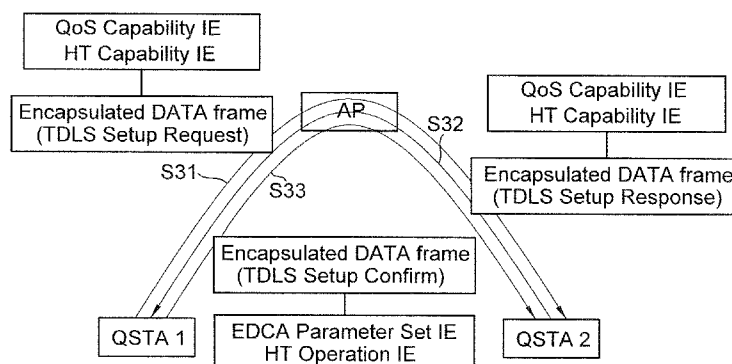 QoS Capability IE
HT Capability IE
Encapsulated DATA frame
(TDLS Setup Request)
AP
QoS Capability IE
HT Capability IE
Encapsulated DATA frame
(TDLS Setup Response)
S31
S32
S33
Encapsulated DATA frame
(TDLS Setup Confirm)
EDCA Parameter Set IE
HT Operation IE
QSTA 1
QSTA 2